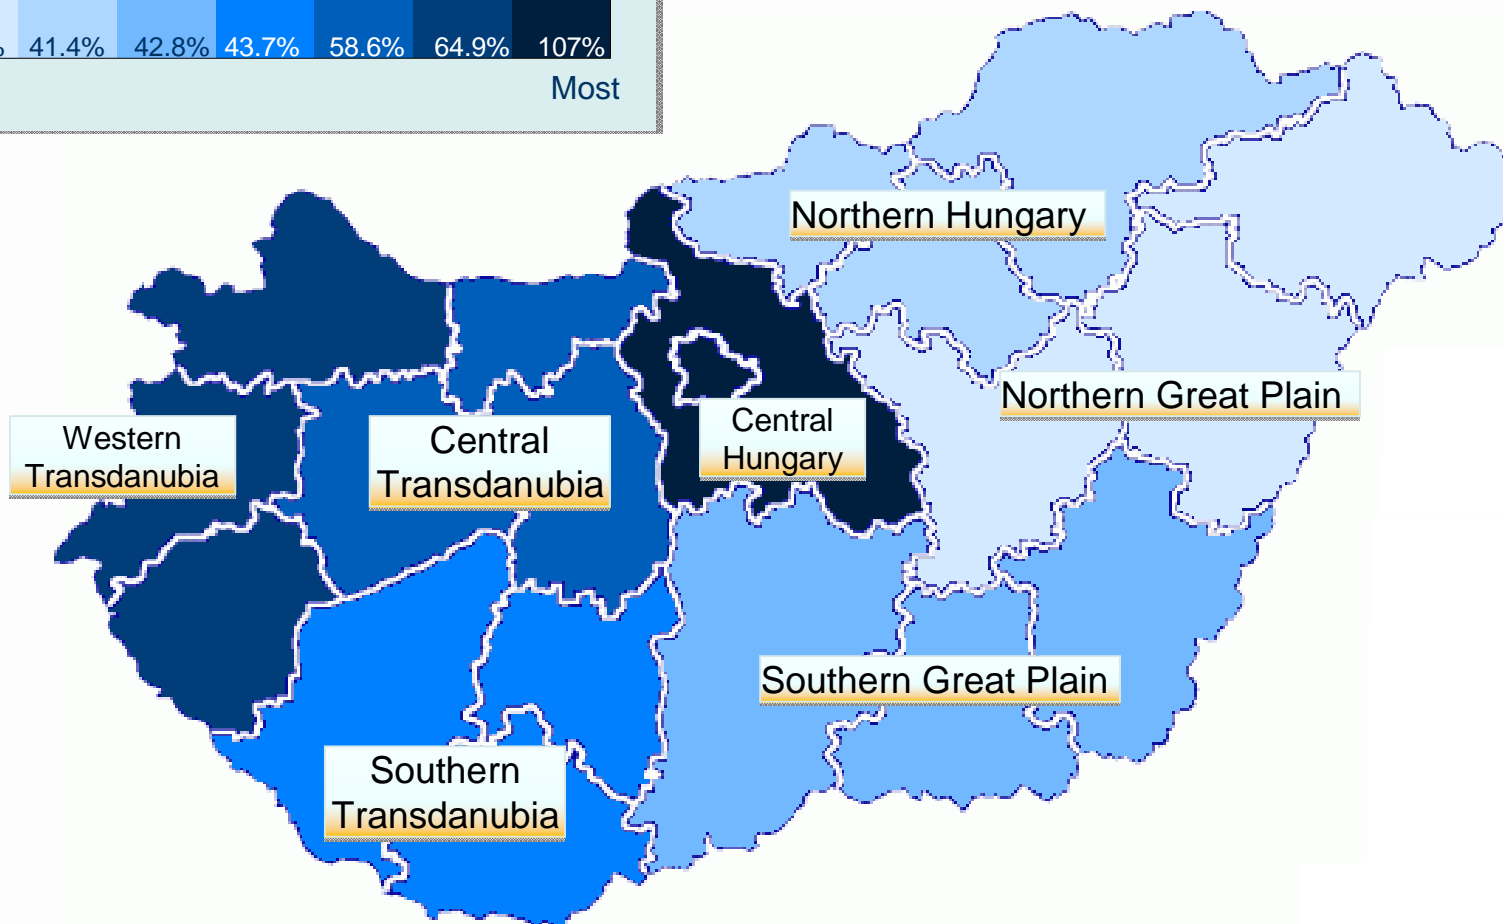 % 41.4% 42.8% 43.7% 58.6% 64.9% 107%
Most
Northern Hungary
Northern Great Plain
Western
Transdanubia
Central
Transdanubia
Central
Hungary
Southern Great Plain
Southern
Transdanubia